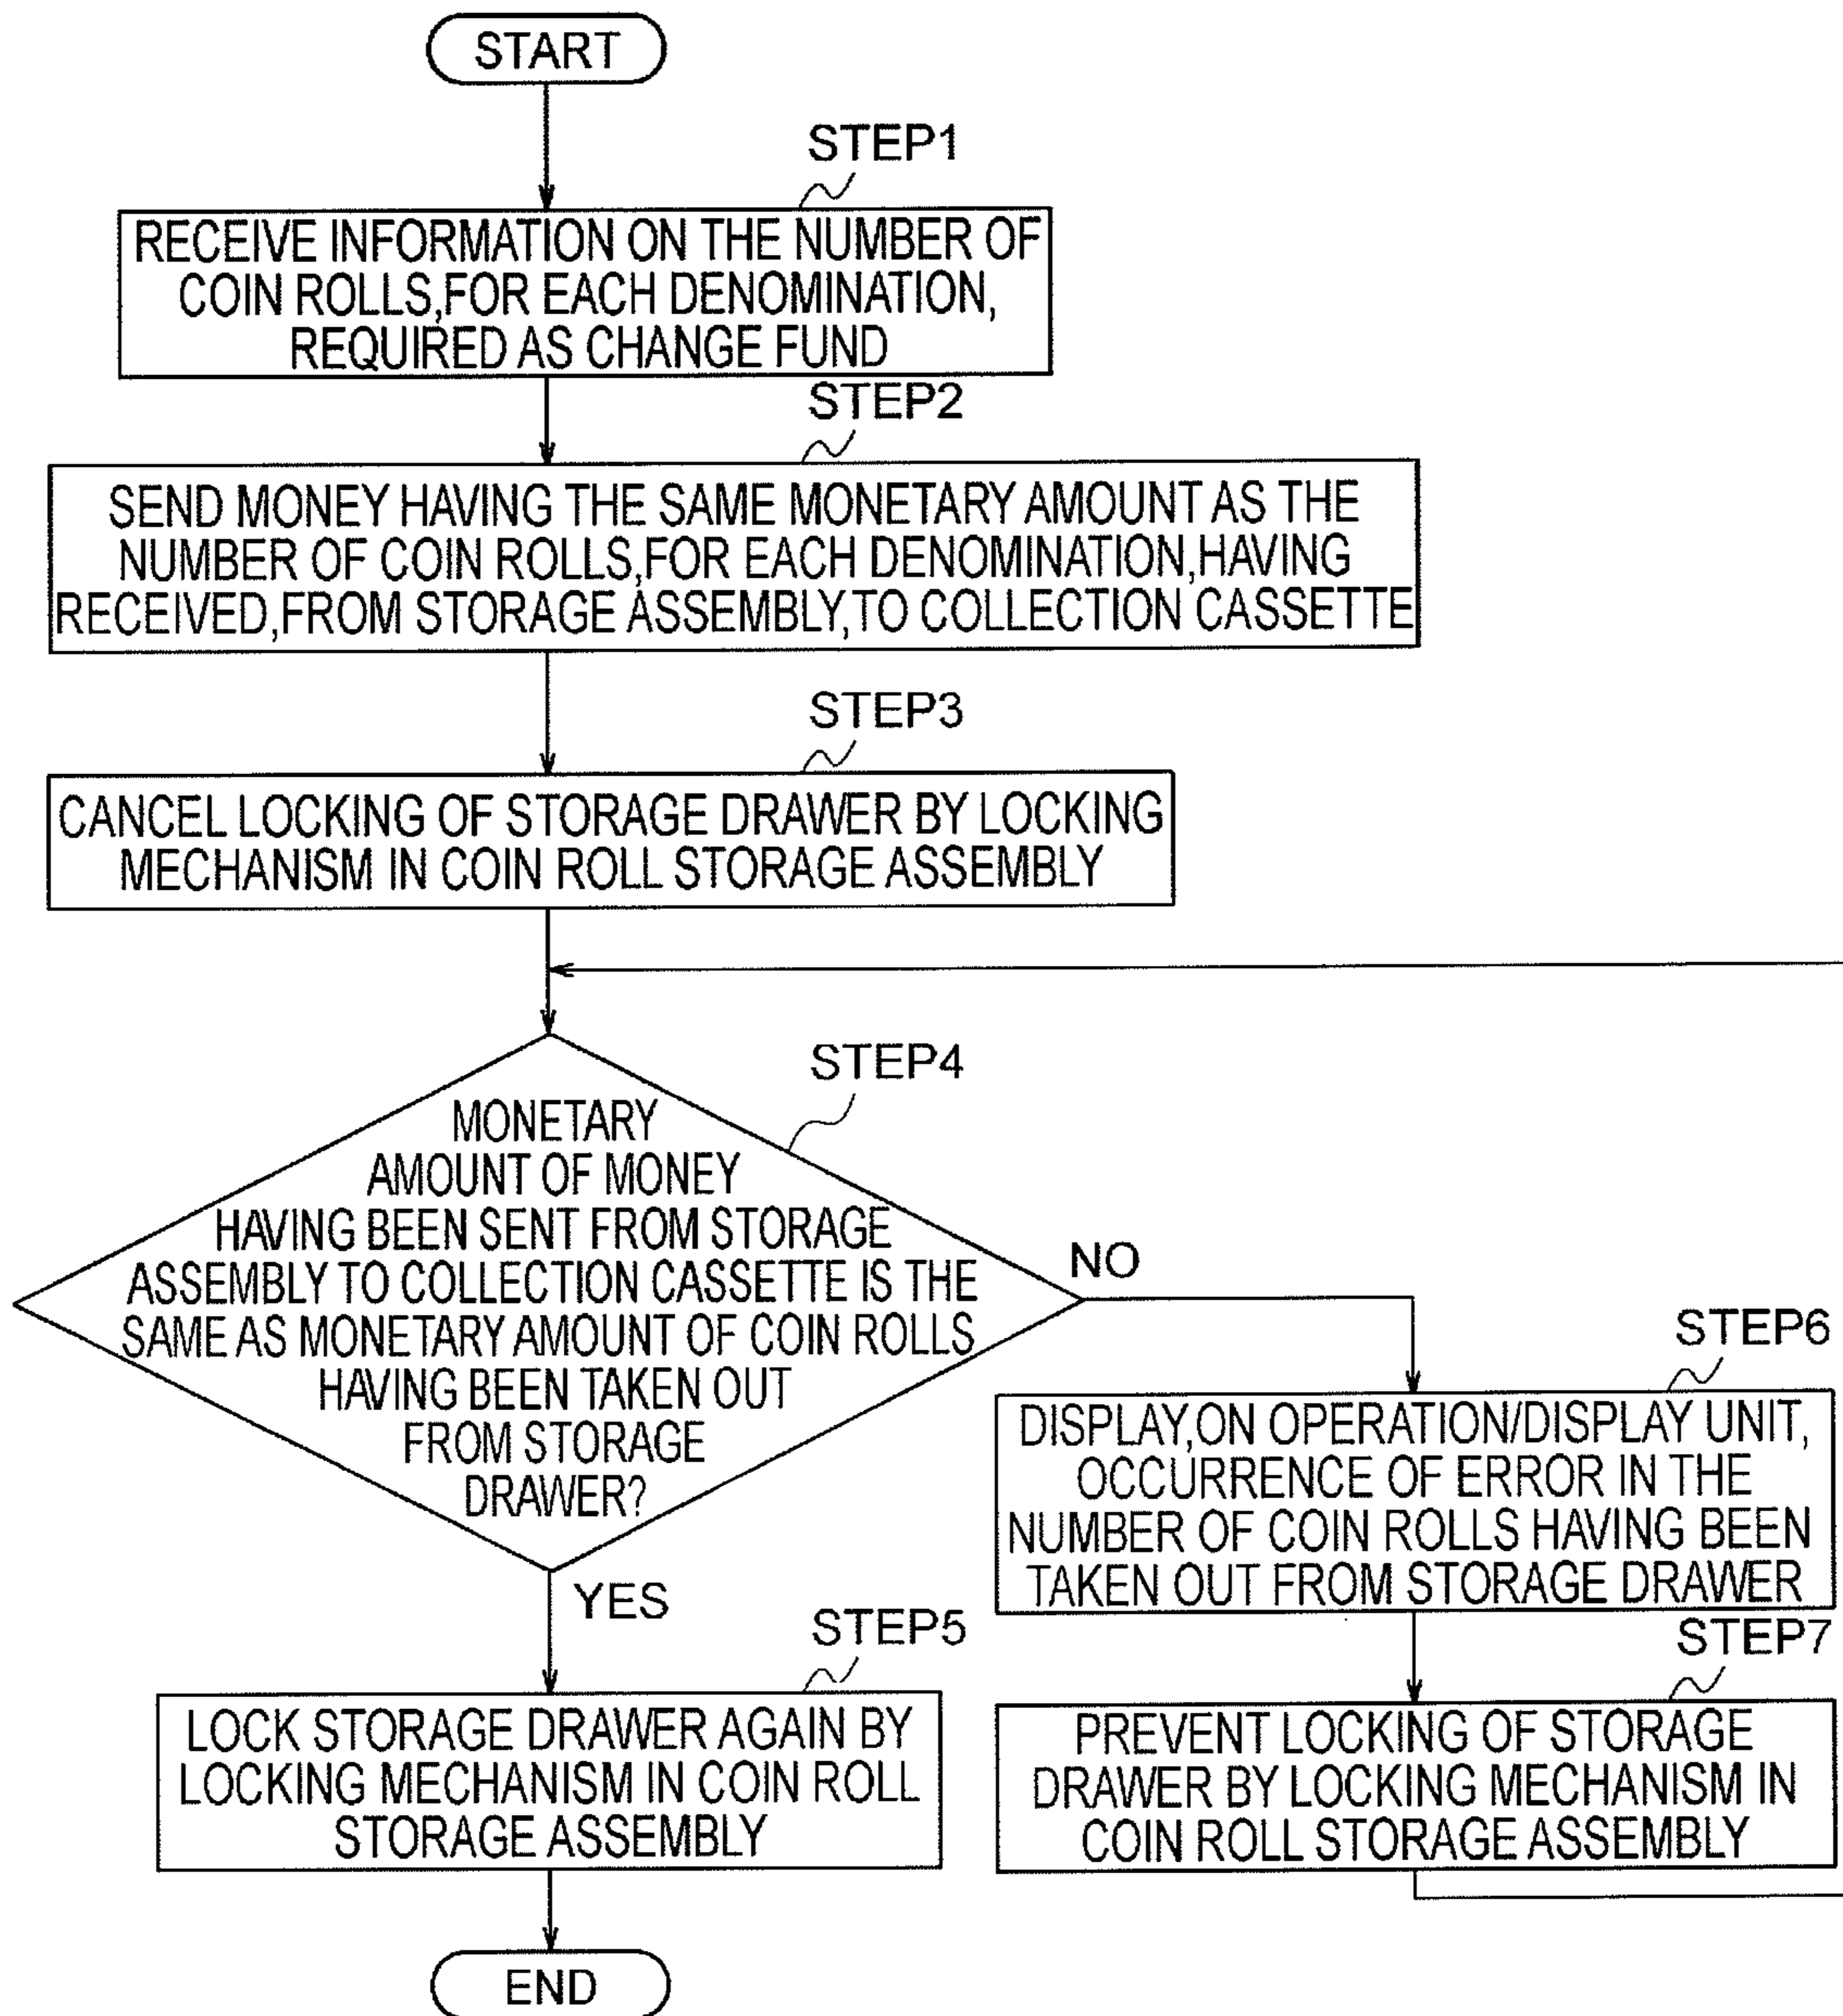 START
STEP1
RECEIVE INFORMATION ON THE NUMBER OF
COIN ROLLS,FOR EACH DENOMINATION,
REQUIRED AS CHANGE FUND
STEP2
SEND MONEY HAVING THE SAME MONETARY AMOUNT AS THE
NUMBER OF COIN ROLLS,FOR EACH DENOMINATION,HAVING
RECEIVED,FROM STORAGE ASSEMBLY,TO COLLECTION CASSETTE
STEP3
CANCEL LOCKING OF STORAGE DRAWER BY LOCKING
MECHANISM IN COIN ROLL STORAGE ASSEMBLY
STEP4
MONETARY
AMOUNT OF MONEY
HAVING BEEN SENT FROM STORAGE
ASSEMBLY TO COLLECTION CASSETTE IS THE
SAME AS MONETARY AMOUNT OF COIN ROLLS
HAVING BEEN TAKEN OUT
FROM STORAGE
DRAWER?
NO
YES
STEP5
LOCK STORAGE DRAWER AGAIN BY
LOCKING MECHANISM IN COIN ROLL
STORAGE ASSEMBLY
END
STEP6
DISPLAY,ON OPERATION/DISPLAY UNIT,
OCCURRENCE OF ERROR IN THE
NUMBER OF COIN ROLLS HAVING BEEN
TAKEN OUT FROM STORAGE DRAWER
STEP7
PREVENT LOCKING OF STORAGE
DRAWER BY LOCKING MECHANISM IN
COIN ROLL STORAGE ASSEMBLY